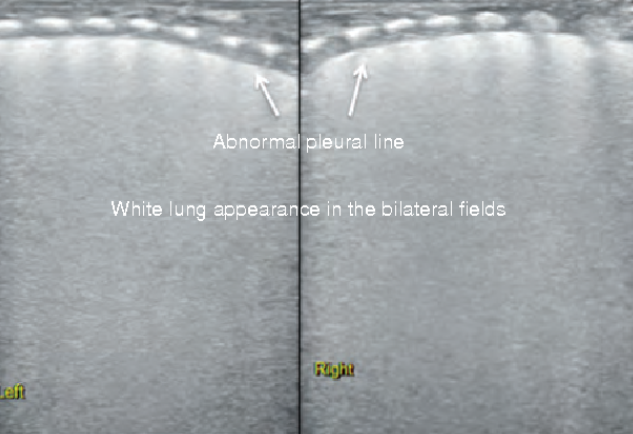 Abnormal pleural line
White lung appearance in the bilateral fields
Right
Left